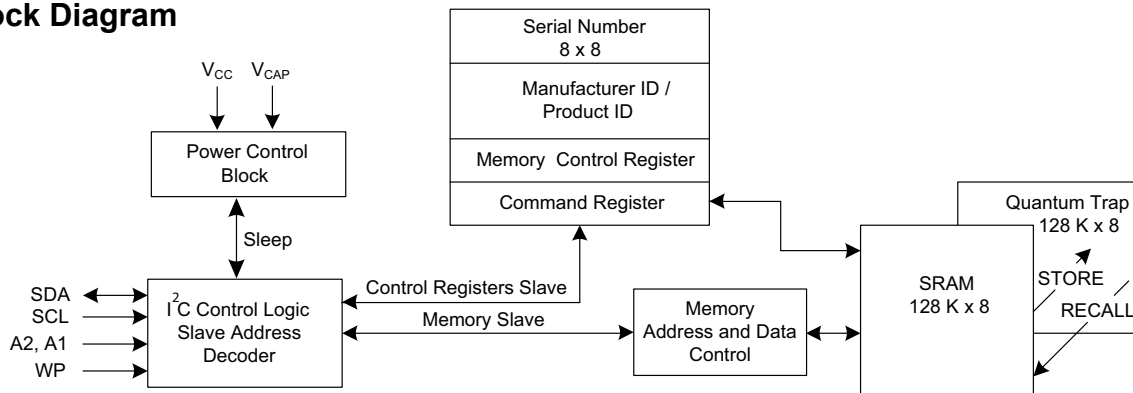 ock Diagram
Serial Number
8 x 8
Manufacturer ID /
Product ID
Memory Control Register
Command Register
VCC VCAP
Power Control
Block
Sleep
Quantum Trap
128 K x 8
SRAM
128 K x 8
STORE
RECALL
Control Registers Slave
Memory Slave
SDA
SCL
A2, A1
WP
I2C Control Logic
Slave Address
Decoder
Memory
Address and Data
Control